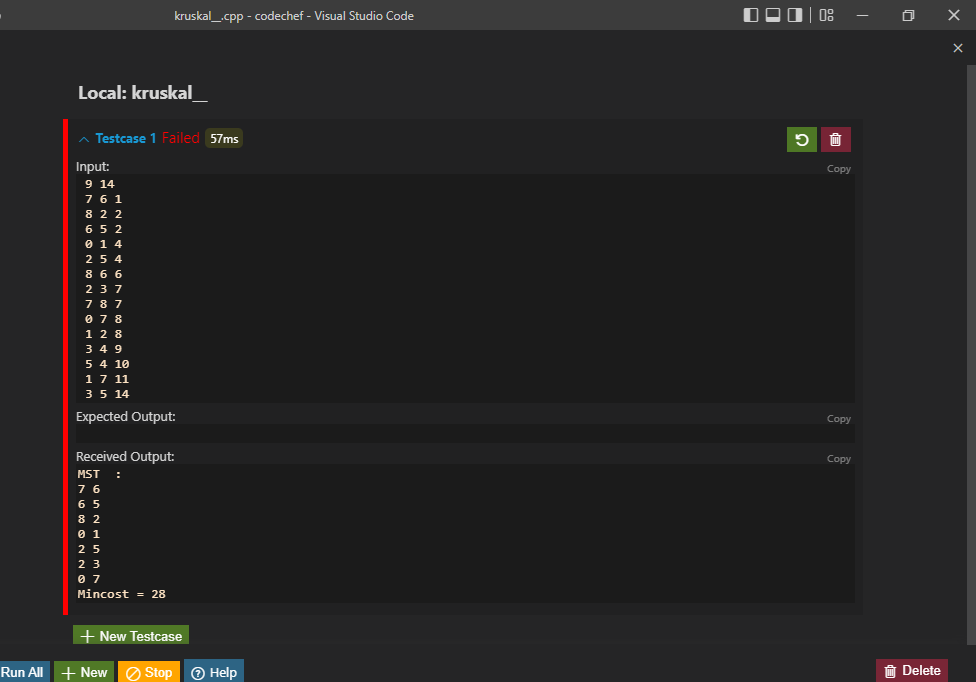 kruskal__.cpp - codechef - Visual Studio Code
Local: kruskal__
Testcase 1 Failed 57ms
Input:
Copy
9 14
7 6 1
8 2 2
6 5 2
0 1 4
2 5 4
8 6 6
2 3 7
7 8 7
0 7 8
1 2 8
3 4 9
5 4 10
1 7 11
3 5 14
Expected Output:
Copy
Received Output:
Copy
MST  :
7 6
6 5
8 2
0 1
2 5
2 3
0 7
Mincost = 28
New Testcase
Run All New Stop Help Delete